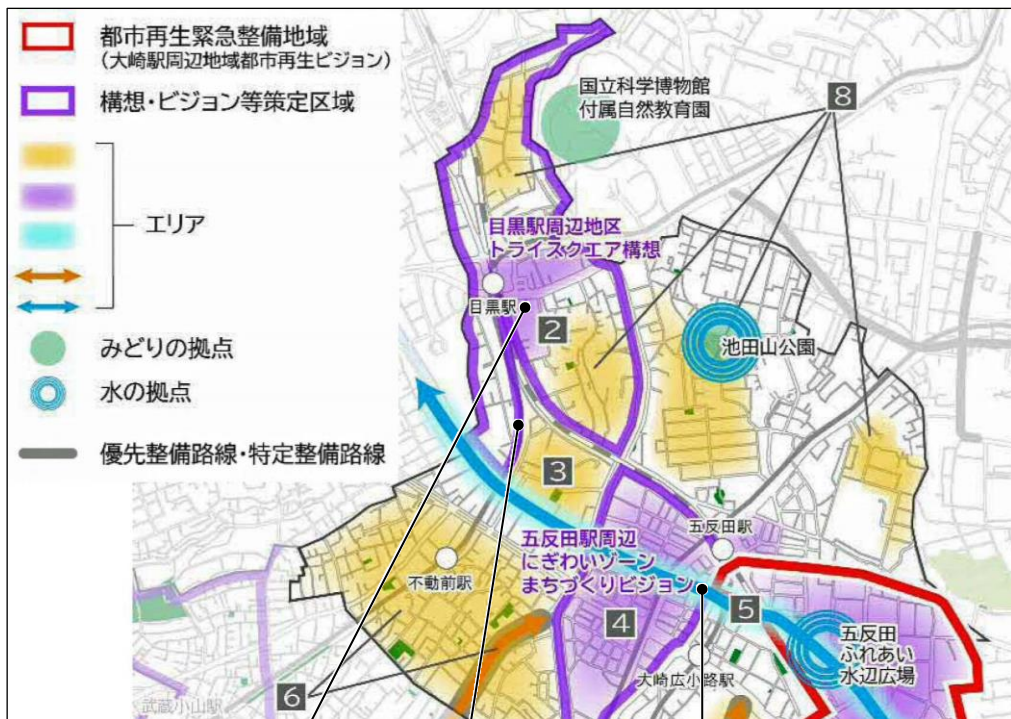 都市再生緊急整備地域
（大崎駅周辺地域都市再生ビジョン）
構想・ビジョン等策定区域
エリア
みどりの拠点
水の拠点
優先整備路線・特定整備路線
国立科学博物館
付属自然教育園
8
目黒駅周辺地区
トライスクエア構想
目黒駅
2
池田山公園
3
五反田駅
五反田駅周辺
にぎわいゾーン
まちづくりビジョン
不動前駅
4
5
五反田
ふれあい
水辺広場
大崎広小路駅
6
武蔵小山駅